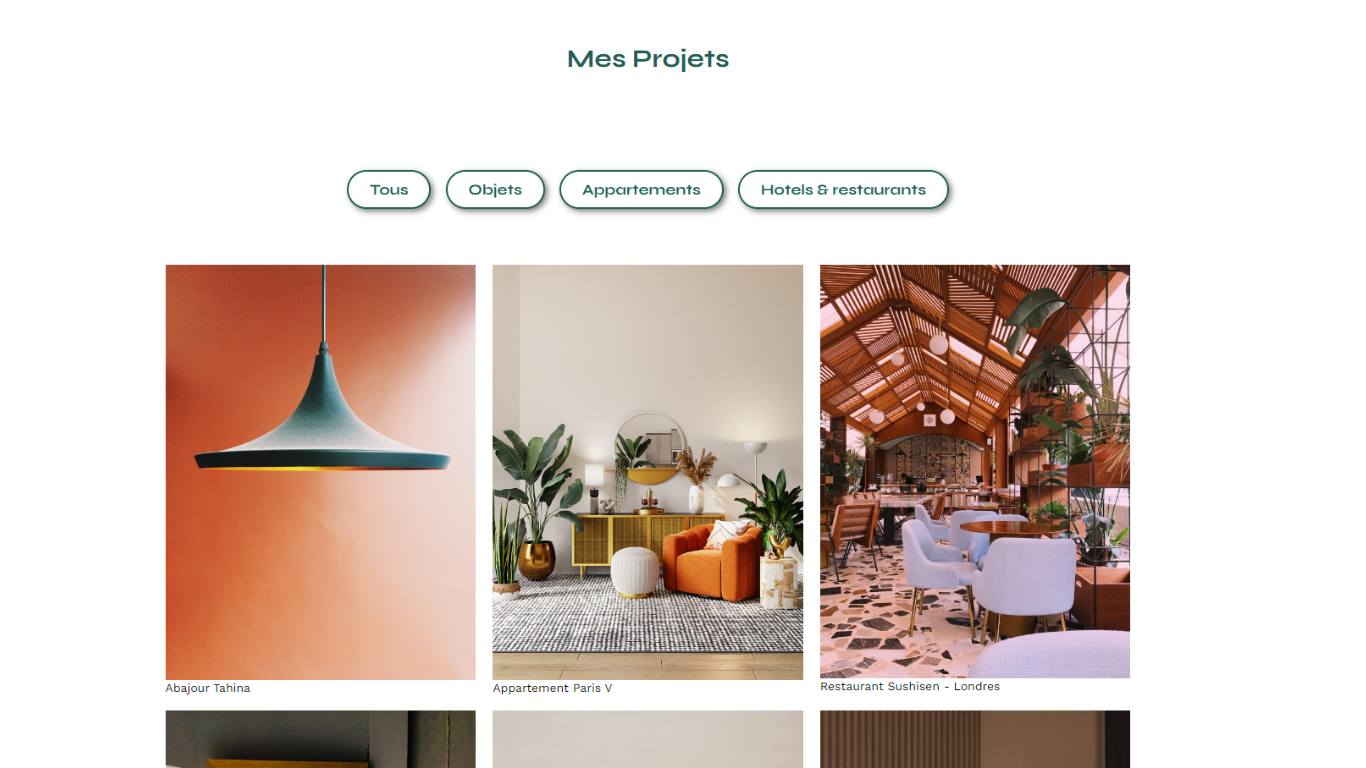 Mes Projets
Tous
Objets
Appartements
Hotels & restaurants
Abajour Tahina
Appartement Paris V
Restaurant Sushisen - Londres